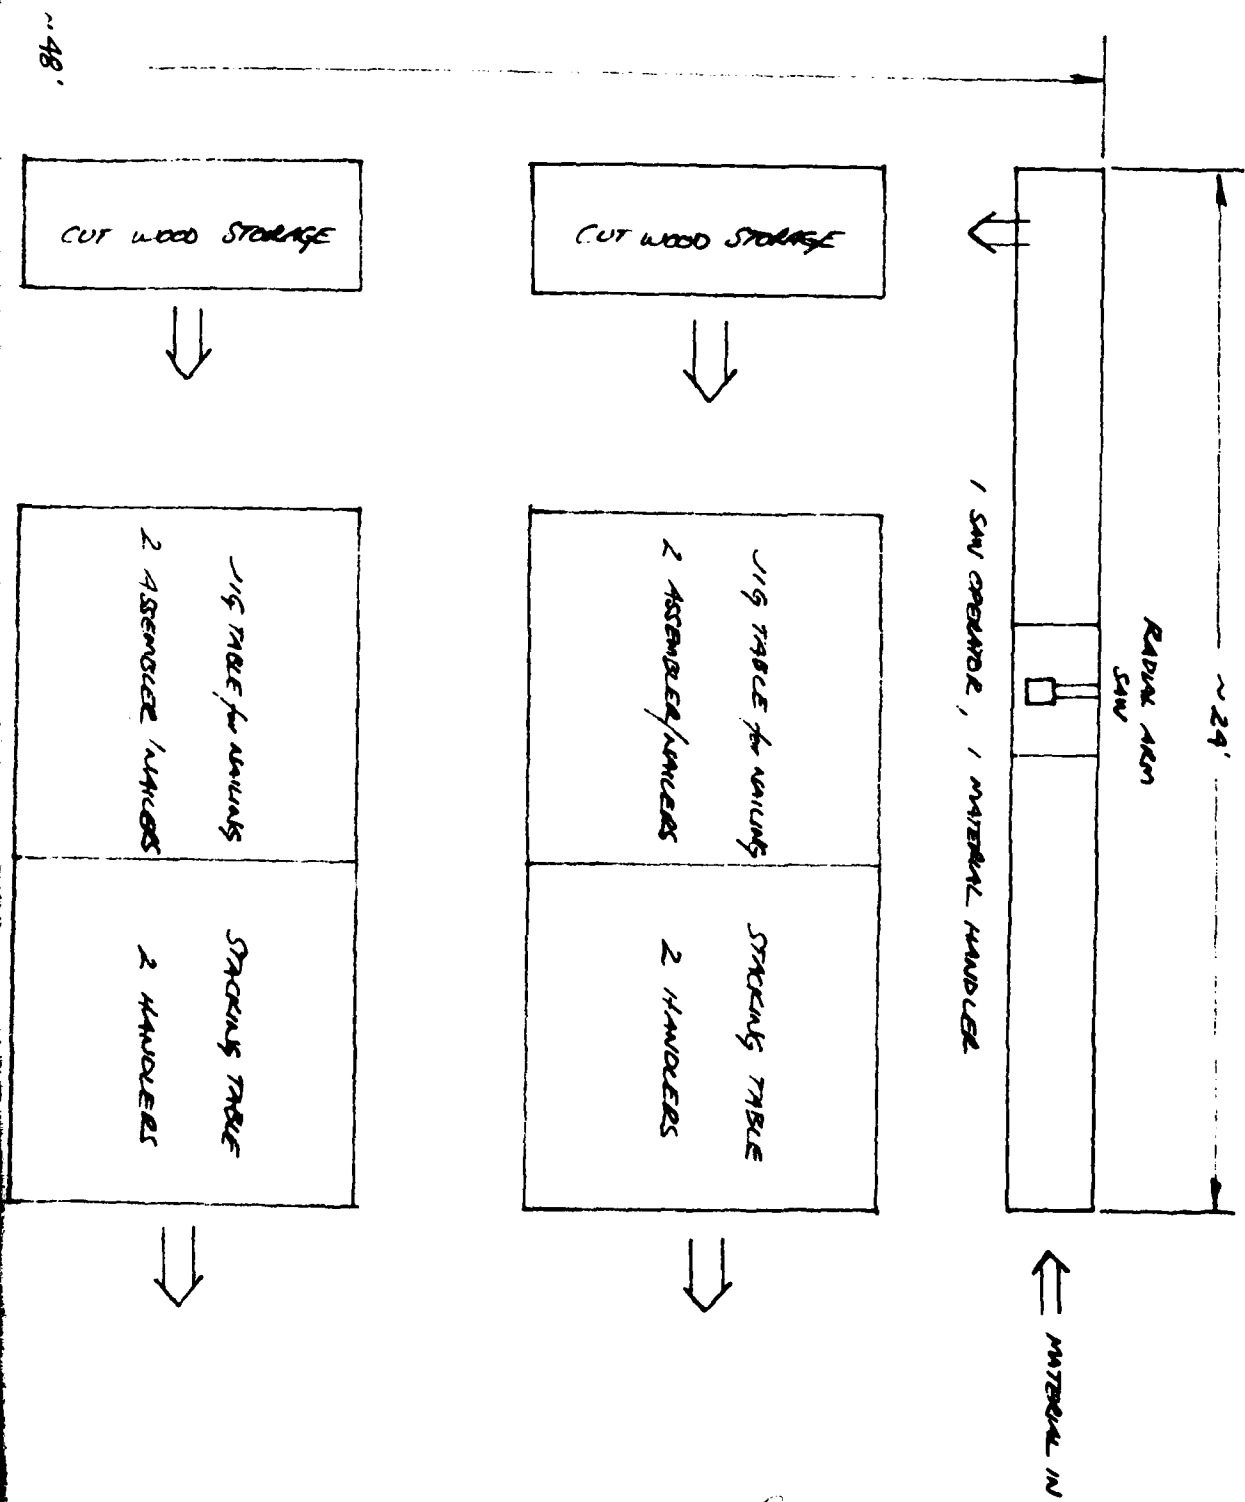 ~48'
~24'
RADIAL ARM
SAW
MATERIAL IN
1 SAW OPERATOR, 1 MATERIAL HANDLER
CUT WOOD STORAGE
JIG TABLE for NAILING
2 ASSEMBLER/NAILERS
STACKING TABLE
2 HANDLERS
CUT WOOD STORAGE
JIG TABLE for NAILING
2 ASSEMBLER/NAILERS
STACKING TABLE
2 HANDLERS